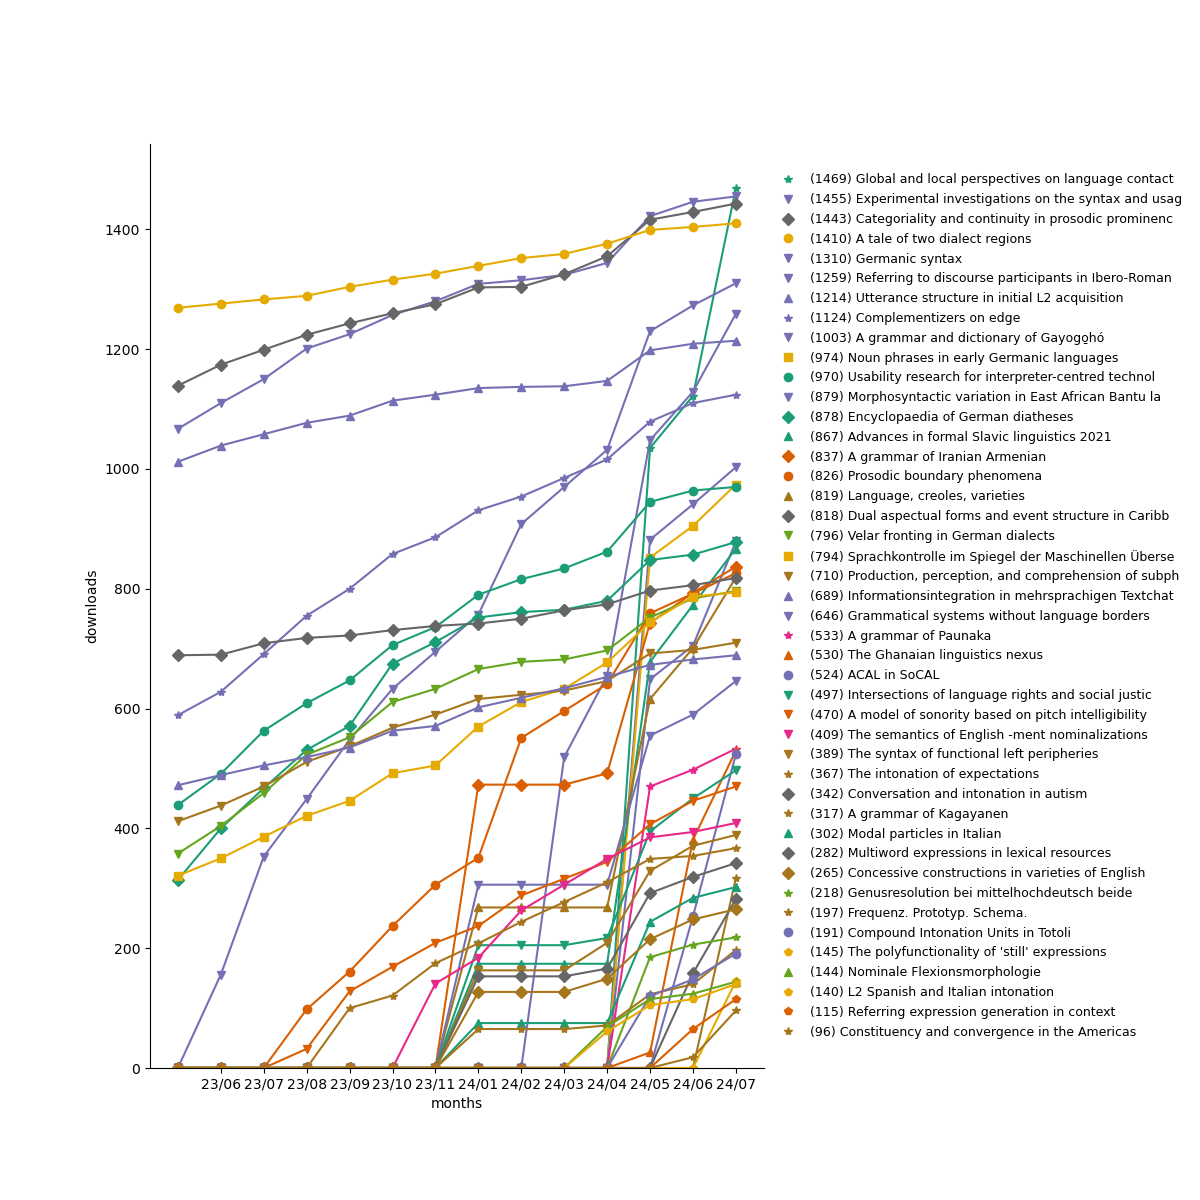 downloads
1400
1200
1000
800
600
400
200
0
23/06 23/07 23/08 23/09 23/10 23/11 24/01 24/02 24/03 24/04 24/05 24/06 24/07
months
(1469) Global and local perspectives on language contact
(1455) Experimental investigations on the syntax and usag
(1443) Categoriality and continuity in prosodic prominenc
(1410) A tale of two dialect regions
(1310) Germanic syntax
(1259) Referring to discourse participants in Ibero-Roman
(1214) Utterance structure in initial L2 acquisition
(1124) Complementizers on edge
(1003) A grammar and dictionary of Gayogo̱hó
(974) Noun phrases in early Germanic languages
(970) Usability research for interpreter-centred technol
(879) Morphosyntactic variation in East African Bantu la
(878) Encyclopaedia of German diatheses
(867) Advances in formal Slavic linguistics 2021
(837) A grammar of Iranian Armenian
(826) Prosodic boundary phenomena
(819) Language, creoles, varieties
(818) Dual aspectual forms and event structure in Caribb
(796) Velar fronting in German dialects
(794) Sprachkontrolle im Spiegel der Maschinellen Überse
(710) Production, perception, and comprehension of subph
(689) Informationsintegration in mehrsprachigen Textchat
(646) Grammatical systems without language borders
(533) A grammar of Paunaka
(530) The Ghanaian linguistics nexus
(524) ACAL in SoCAL
(497) Intersections of language rights and social justic
(470) A model of sonority based on pitch intelligibility
(409) The semantics of English -ment nominalizations
(389) The syntax of functional left peripheries
(367) The intonation of expectations
(342) Conversation and intonation in autism
(317) A grammar of Kagayanen
(302) Modal particles in Italian
(282) Multiword expressions in lexical resources
(265) Concessive constructions in varieties of English
(218) Genusresolution bei mittelhochdeutsch beide
(197) Frequenz. Prototyp. Schema.
(191) Compound Intonation Units in Totoli
(145) The polyfunctionality of 'still' expressions
(144) Nominale Flexionsmorphologie
(140) L2 Spanish and Italian intonation
(115) Referring expression generation in context
(96) Constituency and convergence in the Americas